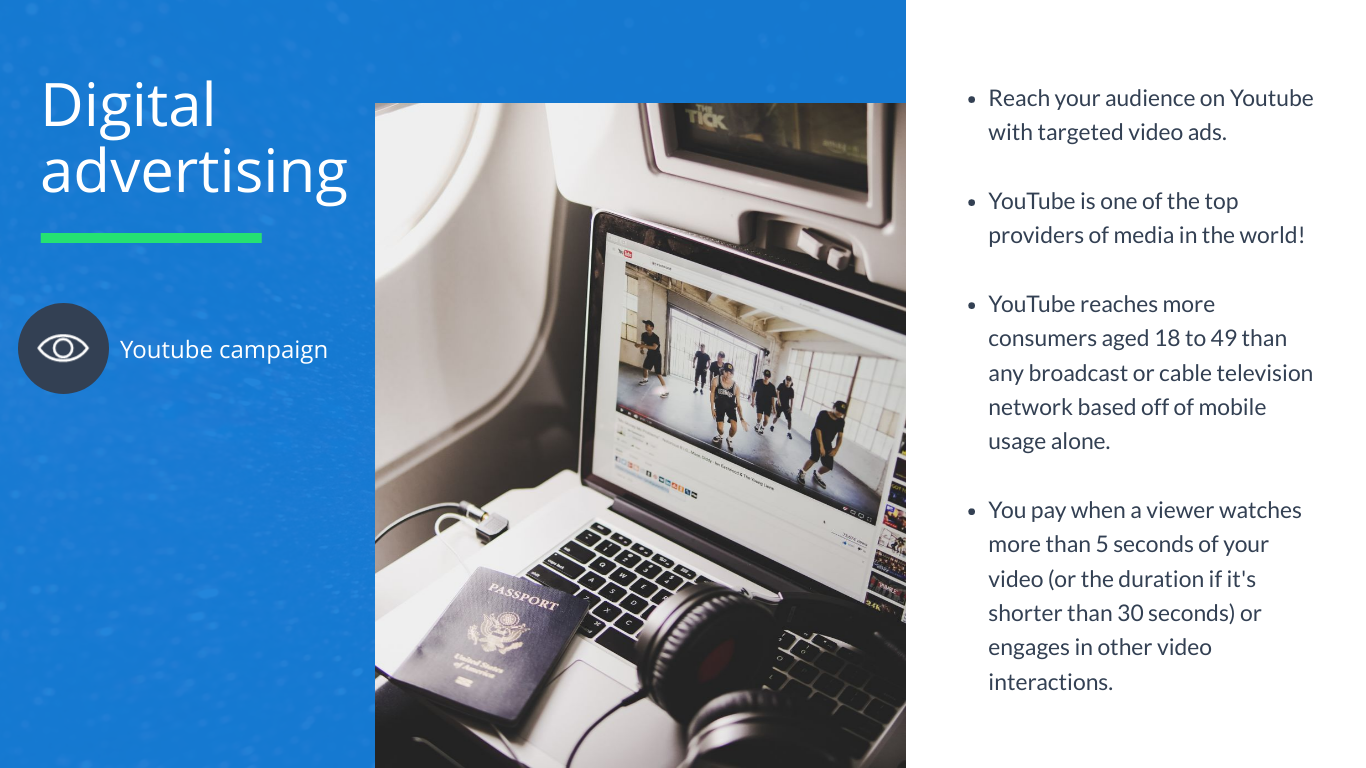 Digital
advertising
Youtube campaign
THE
TICK
PASSPORT
United States
of America
• Reach your audience on Youtube
with targeted video ads.
• YouTube is one of the top
providers of media in the world!
• YouTube reaches more
consumers aged 18 to 49 than
any broadcast or cable television
network based off of mobile
usage alone.
• You pay when a viewer watches
more than 5 seconds of your
video (or the duration if it's
shorter than 30 seconds) or
engages in other video
interactions.